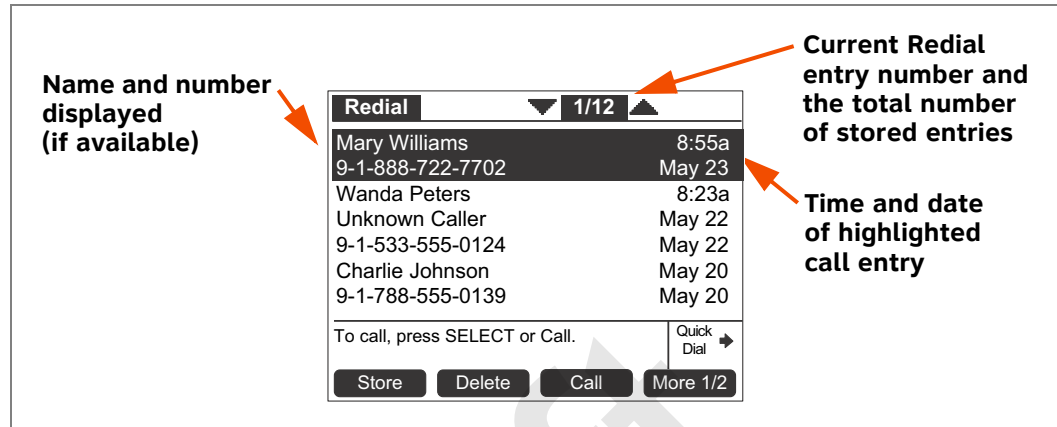 Name and number
displayed
(if available)
Current Redial
entry number and
the total number
of stored entries
Time and date
of highlighted
call entry
Redial 1/12
Mary Williams 8:55a
9-1-888-722-7702 May 23
Wanda Peters 8:23a
Unknown Caller May 22
9-1-533-555-0124 May 22
Charlie Johnson May 20
9-1-788-555-0139 May 20
To call, press SELECT or Call.
Quick
Dial
Store Delete Call More 1/2